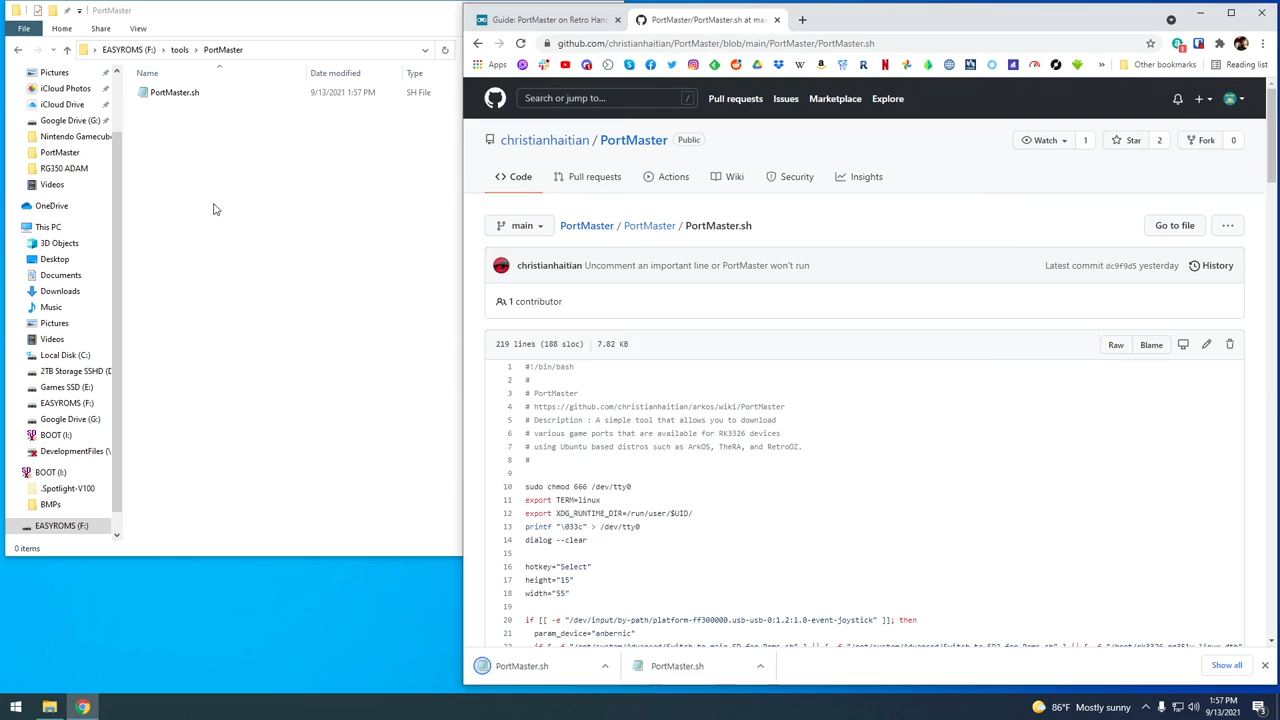 PortMaster
File
Home
Share
View
EASYROMS (F:) › tools › PortMaster
Name
Date modified
Type
PortMaster.sh
9/13/2021 1:57 PM
SH File
Pictures
iCloud Photos
iCloud Drive
Google Drive (G:)
Nintendo Gamecub
PortMaster
RG350 ADAM
Videos
OneDrive
This PC
3D Objects
Desktop
Documents
Downloads
Music
Pictures
Videos
Local Disk (C:)
2TB Storage SSHD (D
Games SSD (E:)
EASYROMS (F:)
Google Drive (G:)
BOOT (I:)
DevelopmentFiles (\
BOOT (I:)
.Spotlight-V100
BMPs
EASYROMS (F:)
0 items
Guide: PortMaster on Retro Han
PortMaster/PortMaster.sh at ma
github.com/christianhaitian/PortMaster/blob/main/PortMaster/PortMaster.sh
Apps
Other bookmarks
Reading list
Search or jump to...
/
Pull requests
Issues
Marketplace
Explore
christianhaitian / PortMaster
Public
Watch
1
Star
2
Fork
0
Code
Pull requests
Actions
Wiki
Security
Insights
main
PortMaster / PortMaster / PortMaster.sh
Go to file
christianhaitian Uncomment an important line or PortMaster won't run
Latest commit dc9f9d5 yesterday
History
1 contributor
219 lines (188 sloc) | 7.82 KB
Raw
Blame
1 #!/bin/bash
2 #
3 # PortMaster
4 # https://github.com/christianhaitian/arkos/wiki/PortMaster
5 # Description : A simple tool that allows you to download
6 # various game ports that are available for RK3326 devices
7 # using Ubuntu based distros such as ArkOS, TheRA, and RetroOZ.
8 #
9
10 sudo chmod 666 /dev/tty0
11 export TERM=linux
12 export XDG_RUNTIME_DIR=/run/user/$UID/
13 printf "\033c" > /dev/tty0
14 dialog --clear
15
16 hotkey="Select"
17 height="15"
18 width="55"
19
20 if [[ -e "/dev/input/by-path/platform-ff300000.usb-usb-0:1.2:1.0-event-joystick" ]]; then
21 param_device="anbernic"
PortMaster.sh
PortMaster.sh
Show all
86°F Mostly sunny
1:57 PM
9/13/2021
3